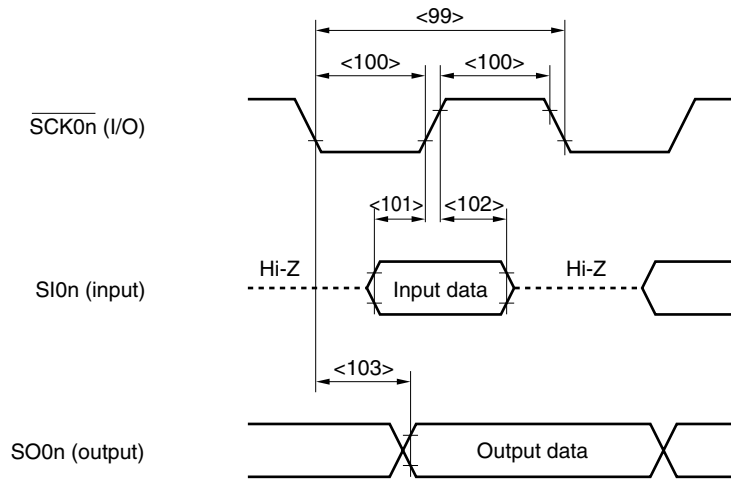 <99>
<100> <100>
SCK0n (I/O)
<101> <102>
Hi-Z Hi-Z
SI0n (input) Input data
<103>
SO0n (output) Output data